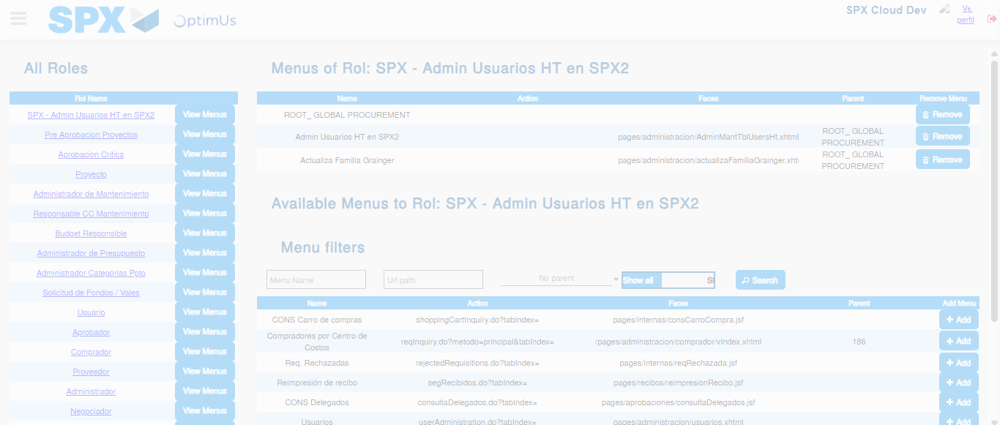 SPX OptimUs
SPX Cloud Dev
perfil
All Roles
Rol Name
SPX - Admin Usuarios HT en SPX2 View Menus
Pre Aprobacion Proyectos View Menus
Aprobacion Critica View Menus
Proyecto View Menus
Administrador de Mantenimiento View Menus
Responsable CC Mantenimiento View Menus
Budget Responsible View Menus
Administrador de Presupuesto View Menus
Administrador Categorias Ppto View Menus
Solicitud de Fondos / Vales View Menus
Usuario View Menus
Aprobador View Menus
Comprador View Menus
Proveedor View Menus
Administrador View Menus
Negociador View Menus
Menus of Rol: SPX - Admin Usuarios HT en SPX2
Name Action Faces Parent Remove Menu
ROOT_ GLOBAL PROCUREMENT Remove
Admin Usuarios HT en SPX2 pages/administracion/AdminMantTblUsersHt.xhtml ROOT_ GLOBAL PROCUREMENT Remove
Actualiza Familia Grainger pages/administracion/actualizaFamiliaGrainger.xhtml ROOT_ GLOBAL PROCUREMENT Remove
Available Menus to Rol: SPX - Admin Usuarios HT en SPX2
Menu filters
Menu Name Url path No parent Show all Search
Name Action Faces Parent Add Menu
CONS Carro de compras shoppingCartInquiry.do?tabIndex= pages/internas/consCarroCompra.jsf Add
Compradores por Centro de Costos reqInquiry.do?metodo=principal&tabIndex= /pages/administracion/comprador/vIndex.xhtml 186 Add
Req. Rechazadas rejectedRequisitions.do?tabIndex= pages/internas/reqRechazada.jsf Add
Reimpresión de recibo segRecibidos.do?tabIndex= pages/recibos/reimpresionRecibo.jsf Add
CONS Delegados consultaDelegados.do?tabIndex= pages/aprobaciones/consultaDelegados.jsf Add
Usuarios userAdministration.do?tabIndex= pages/administracion/usuarios.xhtml Add